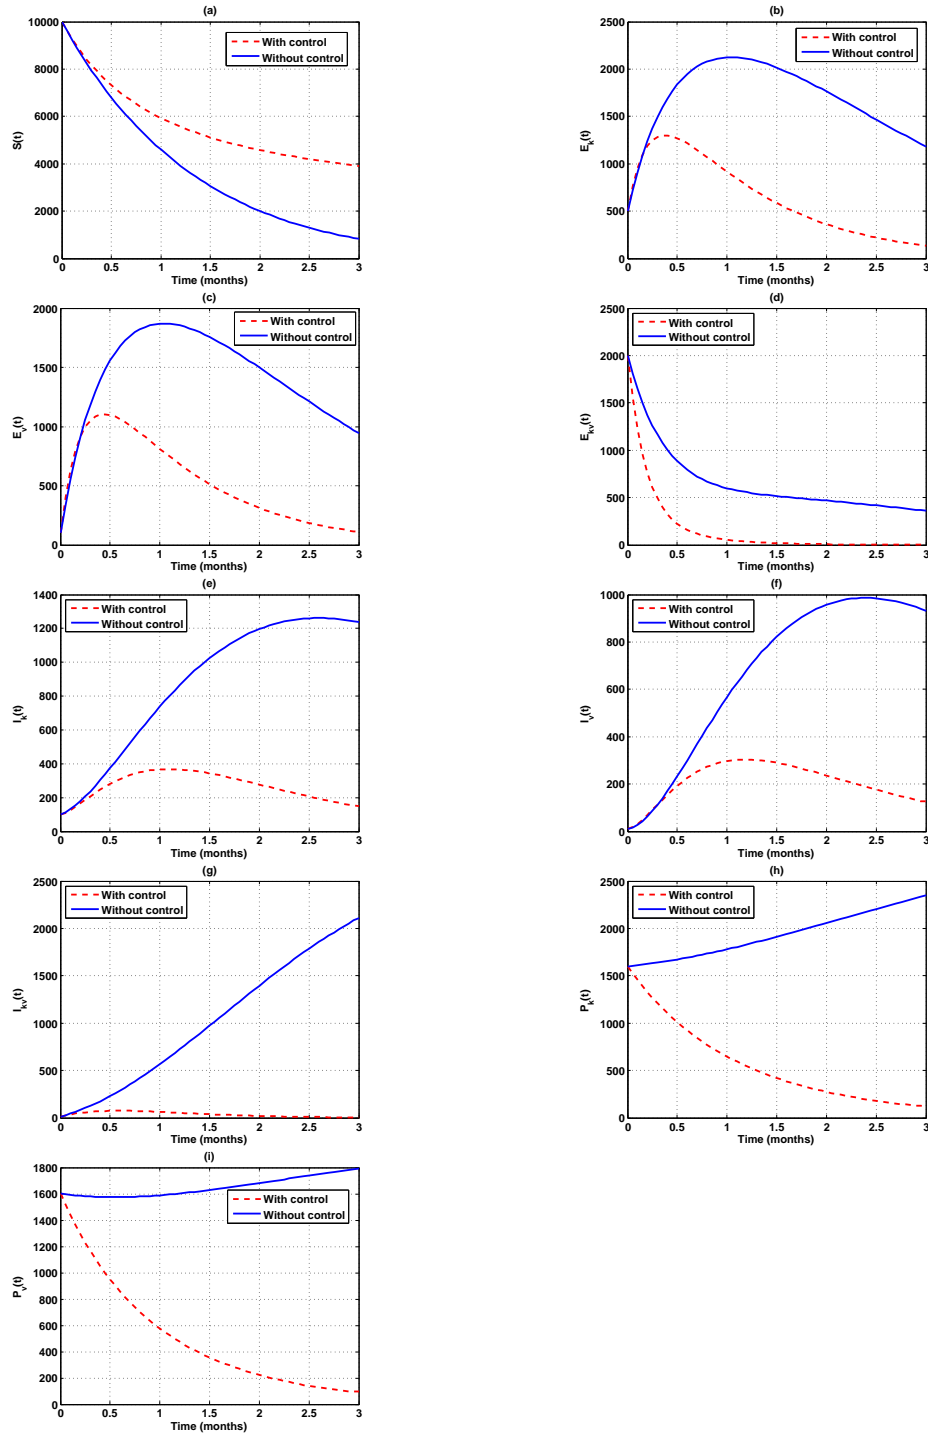 (a)
10000
8000
6000
4000
2000
0
S(t)
With control
Without control
0 0.5 1 1.5 2 2.5 3
Time (months)
(b)
2500
2000
1500
1000
500
0
E_k(t)
With control
Without control
0 0.5 1 1.5 2 2.5 3
Time (months)
(c)
2000
1500
1000
500
0
E_v(t)
With control
Without control
0 0.5 1 1.5 2 2.5 3
Time (months)
(d)
2500
2000
1500
1000
500
0
E_kv(t)
With control
Without control
0 0.5 1 1.5 2 2.5 3
Time (months)
(e)
1400
1200
1000
800
600
400
200
0
I_k(t)
With control
Without control
0 0.5 1 1.5 2 2.5 3
Time (months)
(f)
1000
800
600
400
200
0
I_v(t)
With control
Without control
0 0.5 1 1.5 2 2.5 3
Time (months)
(g)
2500
2000
1500
1000
500
0
I_kv(t)
With control
Without control
0 0.5 1 1.5 2 2.5 3
Time (months)
(h)
2500
2000
1500
1000
500
0
P_k(t)
With control
Without control
0 0.5 1 1.5 2 2.5 3
Time (months)
(i)
1800
1600
1400
1200
1000
800
600
400
200
0
P_v(t)
With control
Without control
0 0.5 1 1.5 2 2.5 3
Time (months)